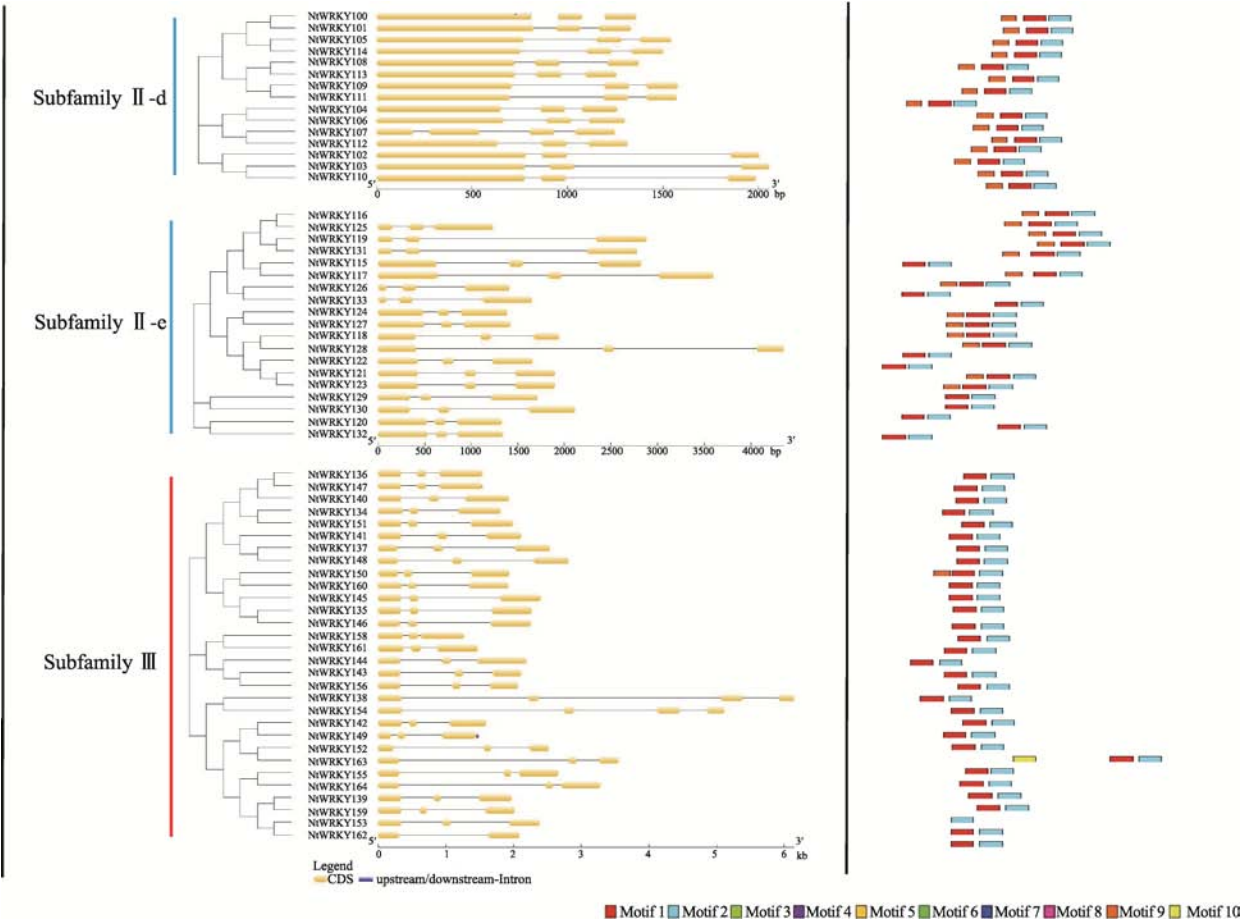 NtWRKY100
NtWRKY101
NtWRKY105
NtWRKY114
NtWRKY108
NtWRKY113
NtWRKY109
NtWRKY111
NtWRKY104
NtWRKY106
NtWRKY107
NtWRKY112
NtWRKY102
NtWRKY103
NtWRKY110
Subfamily Ⅱ-d
5′ 3′
0 500 1000 1500 2000 bp
NtWRKY116
NtWRKY125
NtWRKY119
NtWRKY131
NtWRKY115
NtWRKY117
NtWRKY126
NtWRKY133
NtWRKY124
NtWRKY127
NtWRKY118
NtWRKY128
NtWRKY122
NtWRKY121
NtWRKY123
NtWRKY129
NtWRKY130
NtWRKY120
NtWRKY132
Subfamily Ⅱ-e
5′ 3′
0 500 1000 1500 2000 2500 3000 3500 4000 bp
NtWRKY136
NtWRKY147
NtWRKY140
NtWRKY134
NtWRKY151
NtWRKY141
NtWRKY137
NtWRKY148
NtWRKY150
NtWRKY160
NtWRKY145
NtWRKY135
NtWRKY146
NtWRKY158
NtWRKY161
NtWRKY144
NtWRKY143
NtWRKY156
NtWRKY138
NtWRKY154
NtWRKY142
NtWRKY149
NtWRKY152
NtWRKY163
NtWRKY155
NtWRKY164
NtWRKY139
NtWRKY159
NtWRKY153
NtWRKY162
Subfamily Ⅲ
5′ 3′
0 1 2 3 4 5 6 kb
Legend
CDS upstream/downstream-Intron
Motif 1 Motif 2 Motif 3 Motif 4 Motif 5 Motif 6 Motif 7 Motif 8 Motif 9 Motif 10